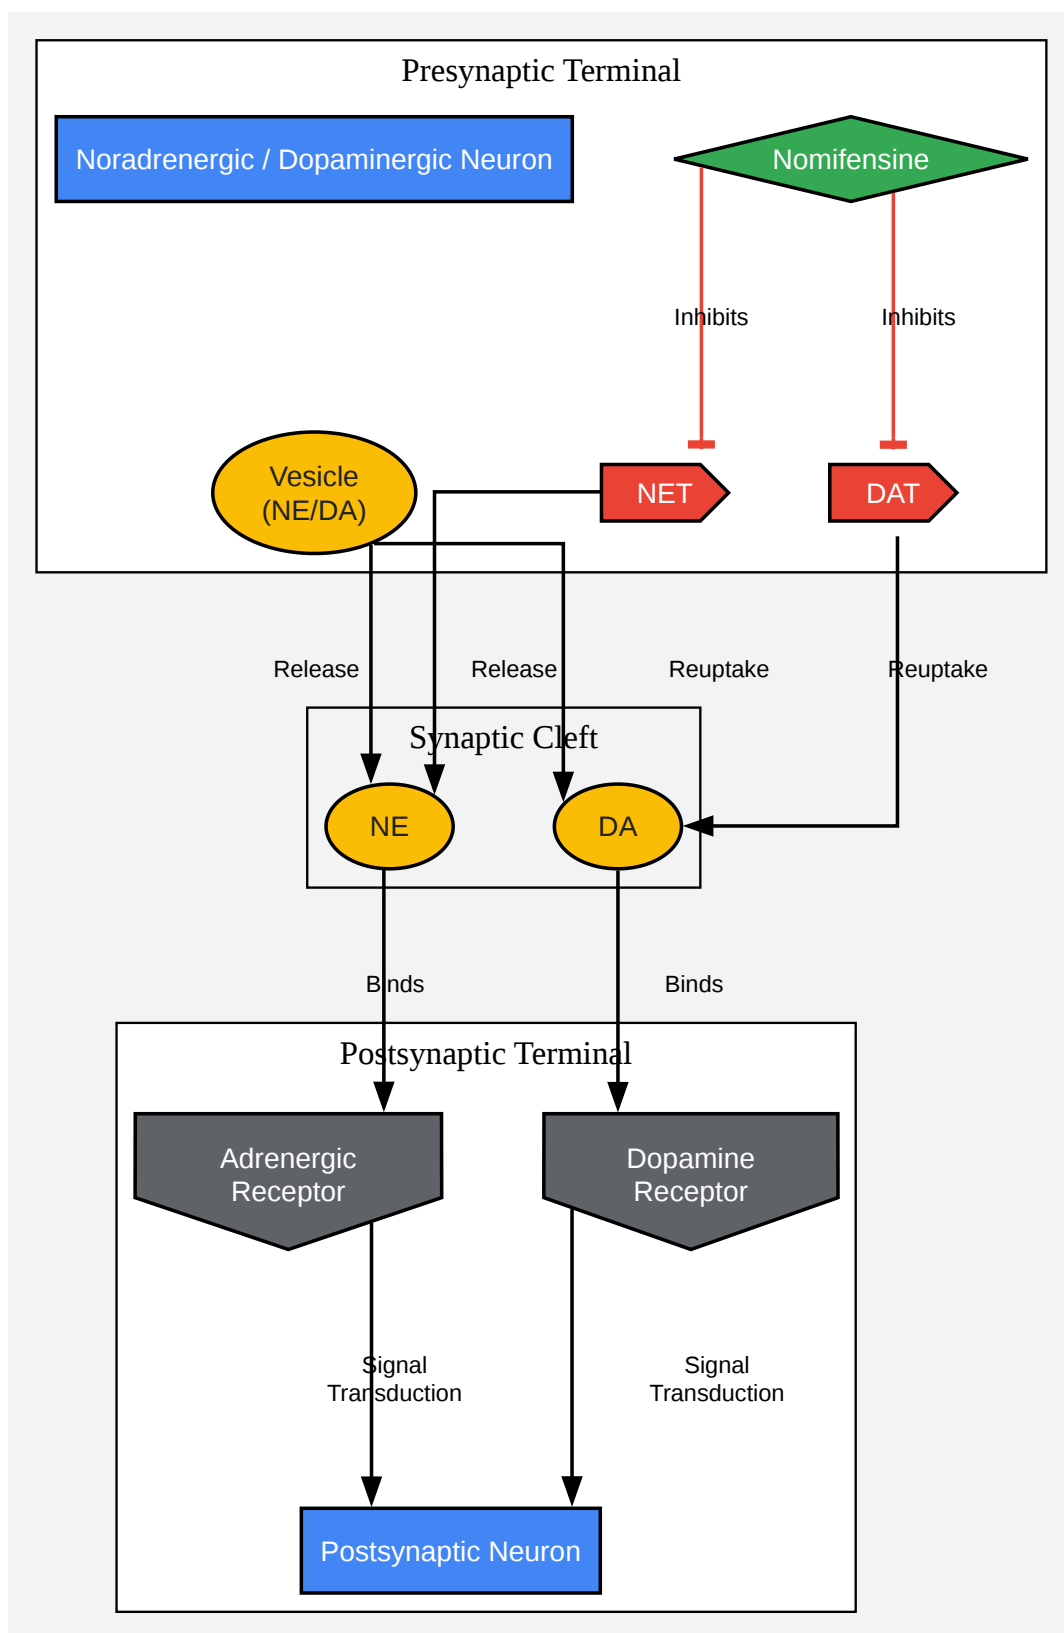 Presynaptic Terminal
Noradrenergic / Dopaminergic Neuron
Nomifensine
Inhibits
Inhibits
Vesicle
(NE/DA)
NET
DAT
Release
Release
Reuptake
Reuptake
Synaptic Cleft
NE
DA
Binds
Binds
Postsynaptic Terminal
Adrenergic
Receptor
Dopamine
Receptor
Signal
Transduction
Signal
Transduction
Postsynaptic Neuron